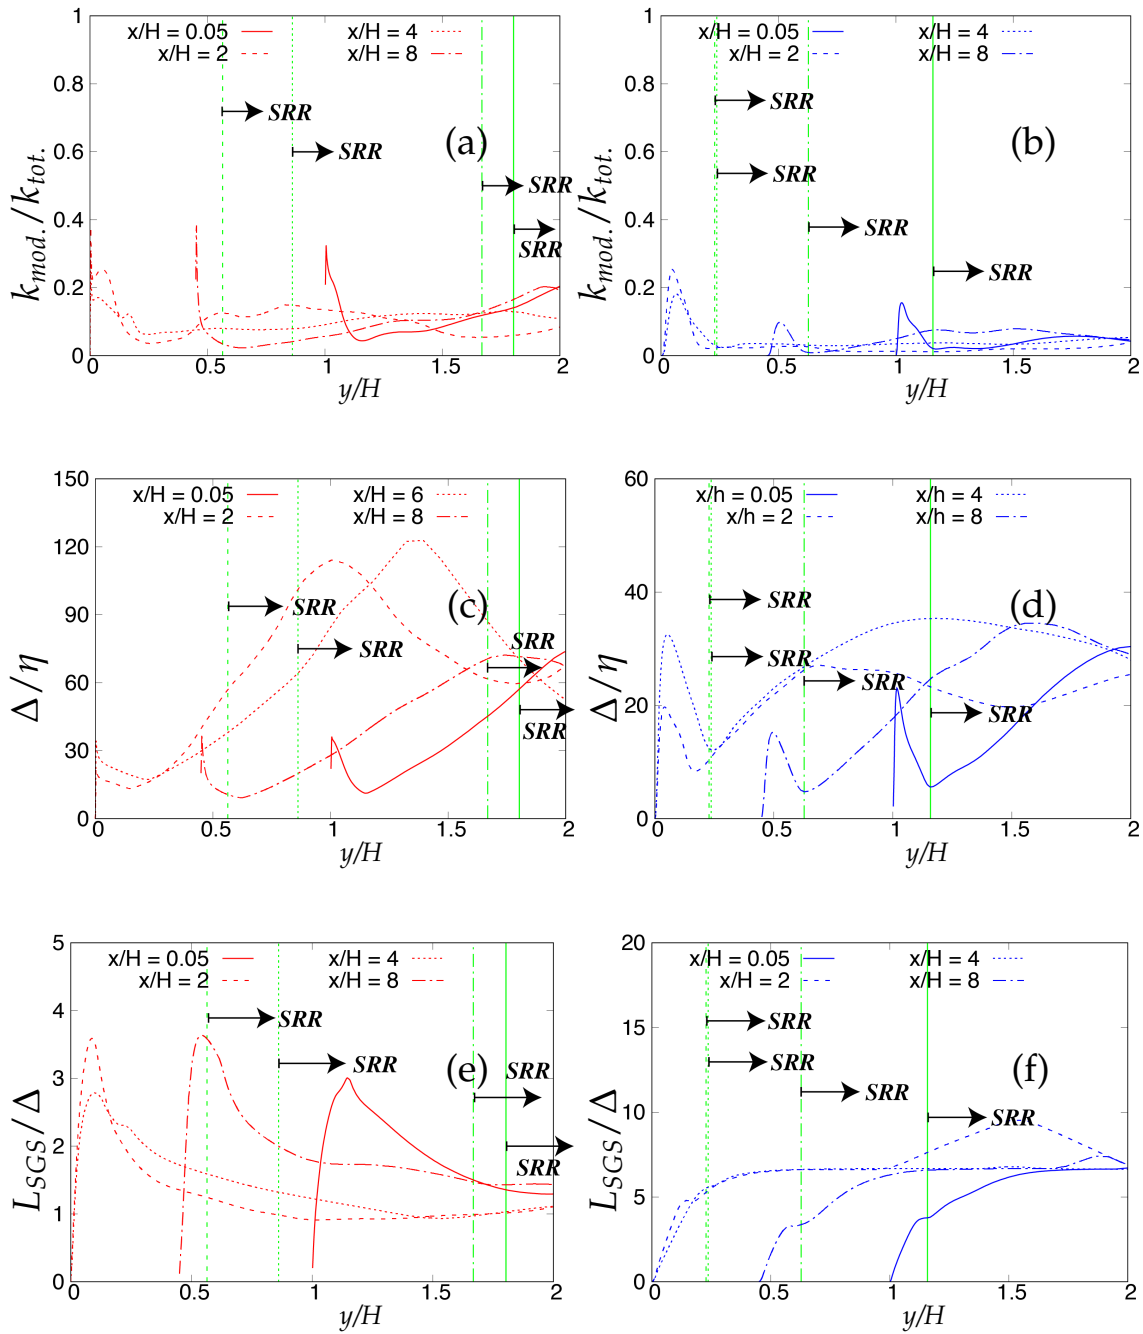 x/H = 0.05 x/H = 4
x/H = 2 x/H = 8
SRR
SRR
SRR
SRR
(a)
k_mod./k_tot.
1
0.8
0.6
0.4
0.2
0
0 0.5 1 1.5 2
y/H
x/H = 0.05 x/H = 4
x/H = 2 x/H = 8
SRR
SRR
SRR
SRR
(b)
k_mod./k_tot.
1
0.8
0.6
0.4
0.2
0
0 0.5 1 1.5 2
y/H
x/H = 0.05 x/H = 6
x/H = 2 x/H = 8
SRR
SRR
SRR
SRR
(c)
Δ/η
150
120
90
60
30
0
0 0.5 1 1.5 2
y/H
x/h = 0.05 x/h = 4
x/h = 2 x/h = 8
SRR
SRR
SRR
SRR
(d)
Δ/η
60
40
20
0
0 0.5 1 1.5 2
y/H
x/H = 0.05 x/H = 4
x/H = 2 x/H = 8
SRR
SRR
SRR
SRR
(e)
L_SGS/Δ
5
4
3
2
1
0
0 0.5 1 1.5 2
y/H
x/H = 0.05 x/H = 4
x/H = 2 x/H = 8
SRR
SRR
SRR
SRR
(f)
L_SGS/Δ
20
15
10
5
0
0 0.5 1 1.5 2
y/H